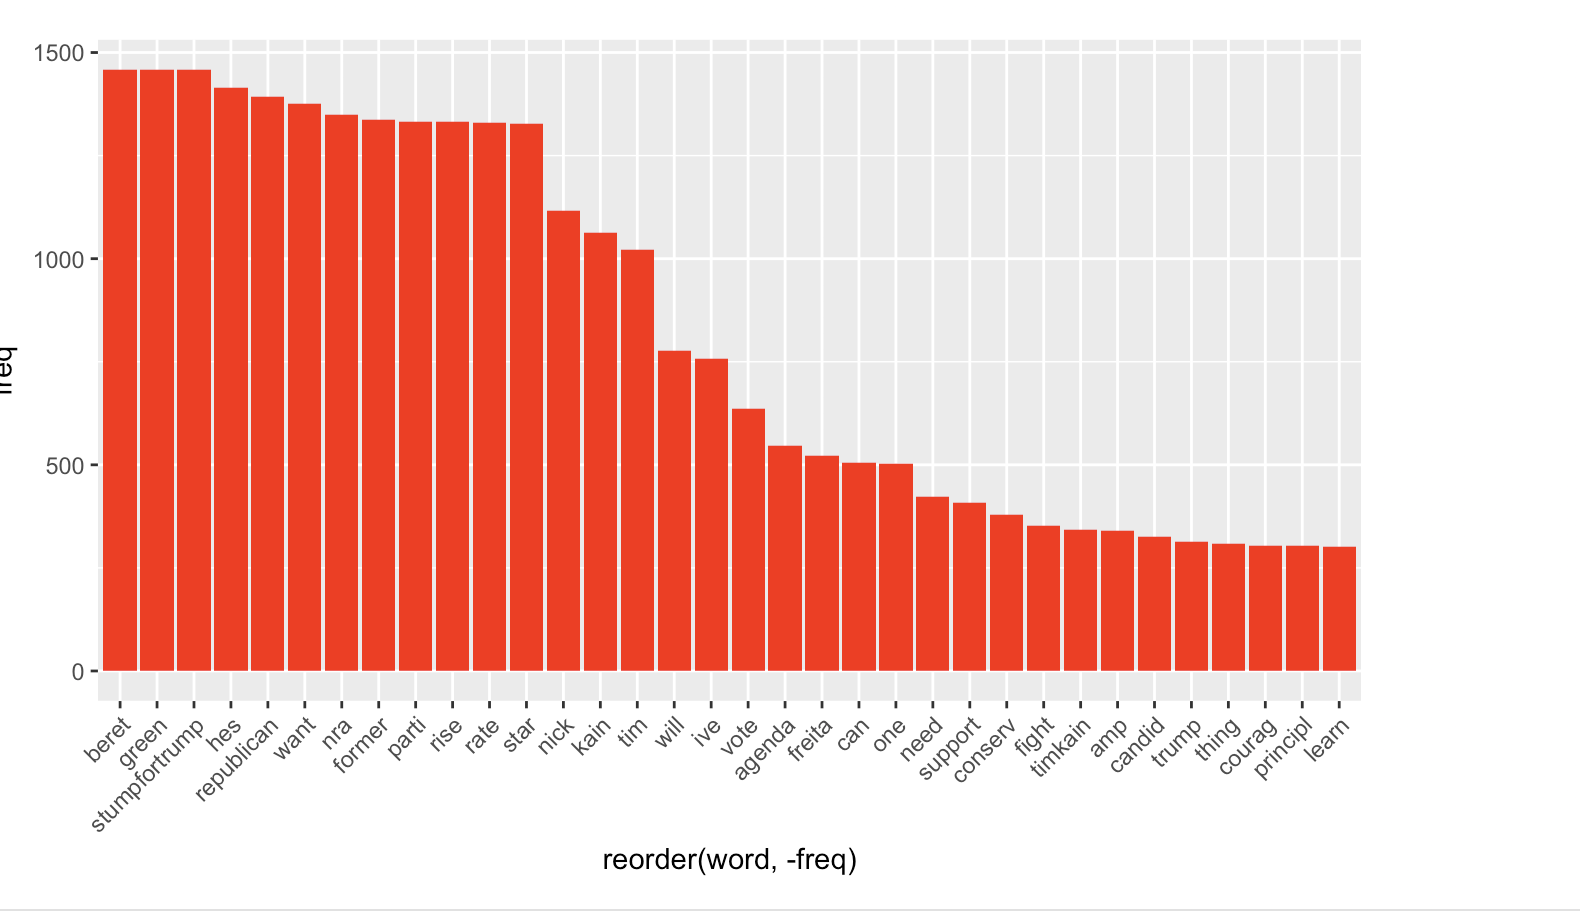 1500
1000
500
0
freq
beret
green
stumpfortrump
hes
republican
want
nra
former
parti
rise
rate
star
nick
kain
tim
will
ive
vote
agenda
freita
can
one
need
support
conserv
fight
timkain
amp
candid
trump
thing
courag
principl
learn
reorder(word, -freq)